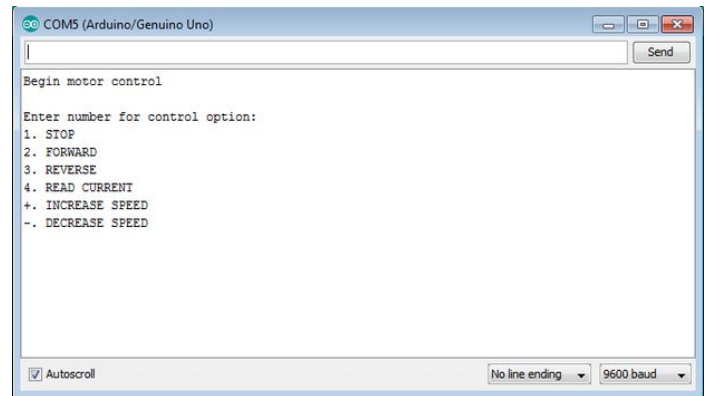 COM5 (Arduino/Genuino Uno)
Send
Begin motor control
Enter number for control option:
1. STOP
2. FORWARD
3. REVERSE
4. READ CURRENT
+. INCREASE SPEED
-. DECREASE SPEED
Autoscroll No line ending 9600 baud